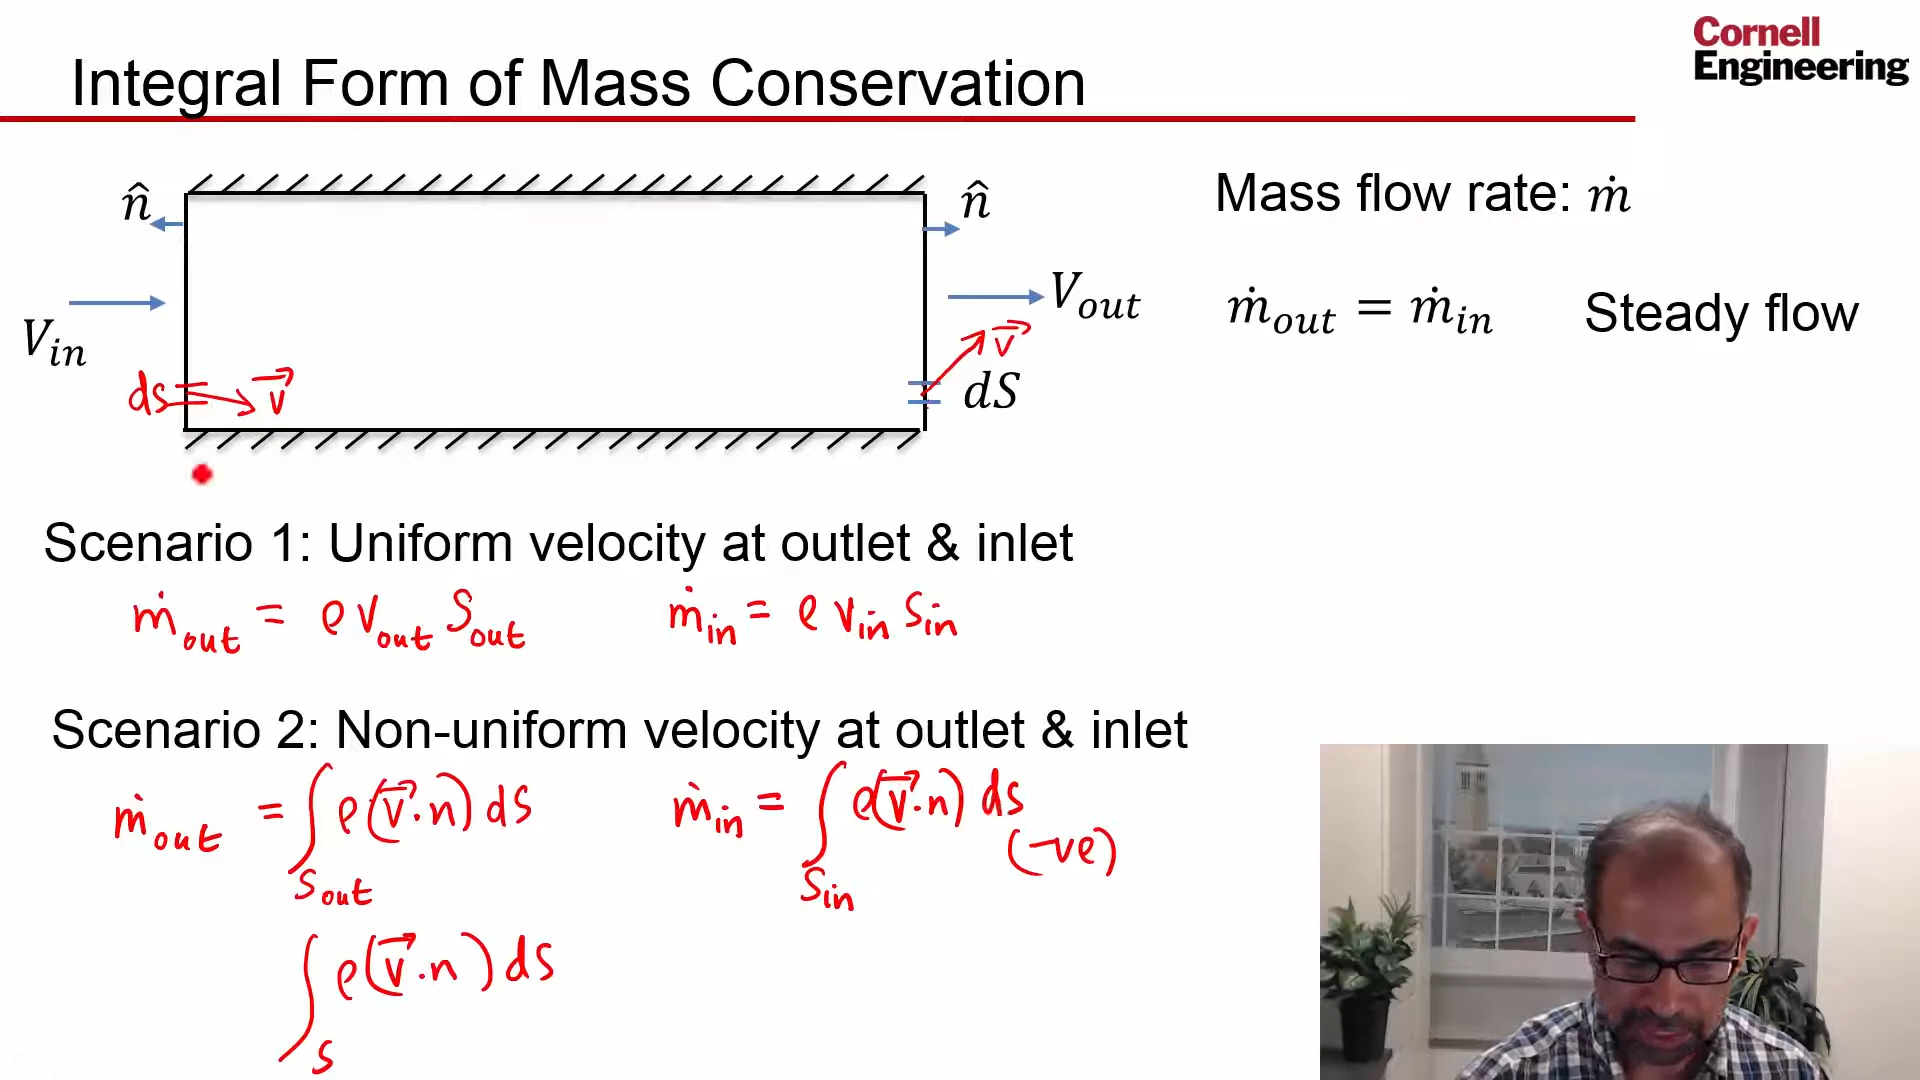 Integral Form of Mass Conservation
Cornell
Engineering
n̂
n̂
Mass flow rate: ṁ
V_in
V_out
ṁ_out = ṁ_in
Steady flow
v⃗
ds
v⃗
dS
Scenario 1: Uniform velocity at outlet & inlet
ṁ_out = ρ V_out S_out
ṁ_in = ρ V_in S_in
Scenario 2: Non-uniform velocity at outlet & inlet
ṁ_out = ∫_{S_out} ρ(v⃗·n) ds
ṁ_in = ∫_{S_in} ρ(v⃗·n) ds
(-ve)
∫_S ρ(v⃗·n) ds